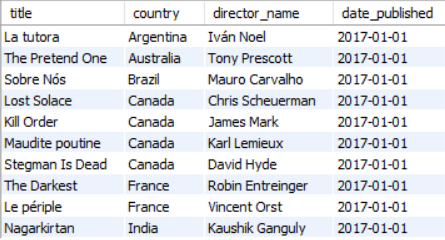 title country director_name date_published
La tutora Argentina Iván Noel 2017-01-01
The Pretend One Australia Tony Prescott 2017-01-01
Sobre Nós Brazil Mauro Carvalho 2017-01-01
Lost Solace Canada Chris Scheuerman 2017-01-01
Kill Order Canada James Mark 2017-01-01
Maudite poutine Canada Karl Lemieux 2017-01-01
Stegman Is Dead Canada David Hyde 2017-01-01
The Darkest France Robin Entreinger 2017-01-01
Le périple France Vincent Orst 2017-01-01
Nagarkirtan India Kaushik Ganguly 2017-01-01